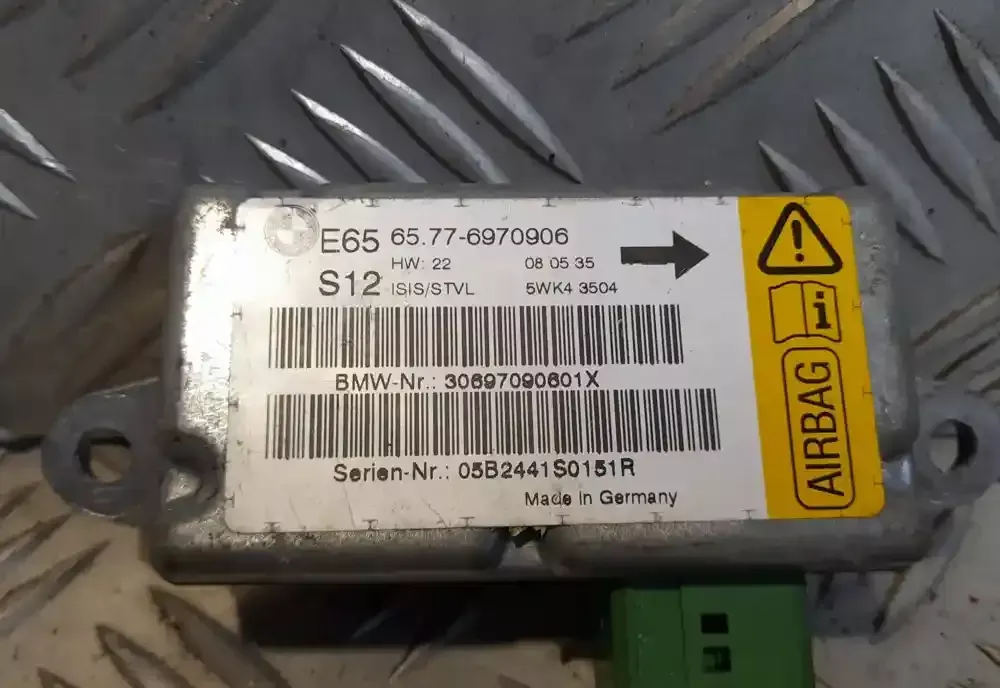 E65 65.77-6970906
HW: 22 08 05 35
S12 ISIS/STVL 5WK4 3504
BMW-Nr.: 30697090601X
Serien-Nr.: 05B2441S0151R
Made in Germany
i
AIRBAG